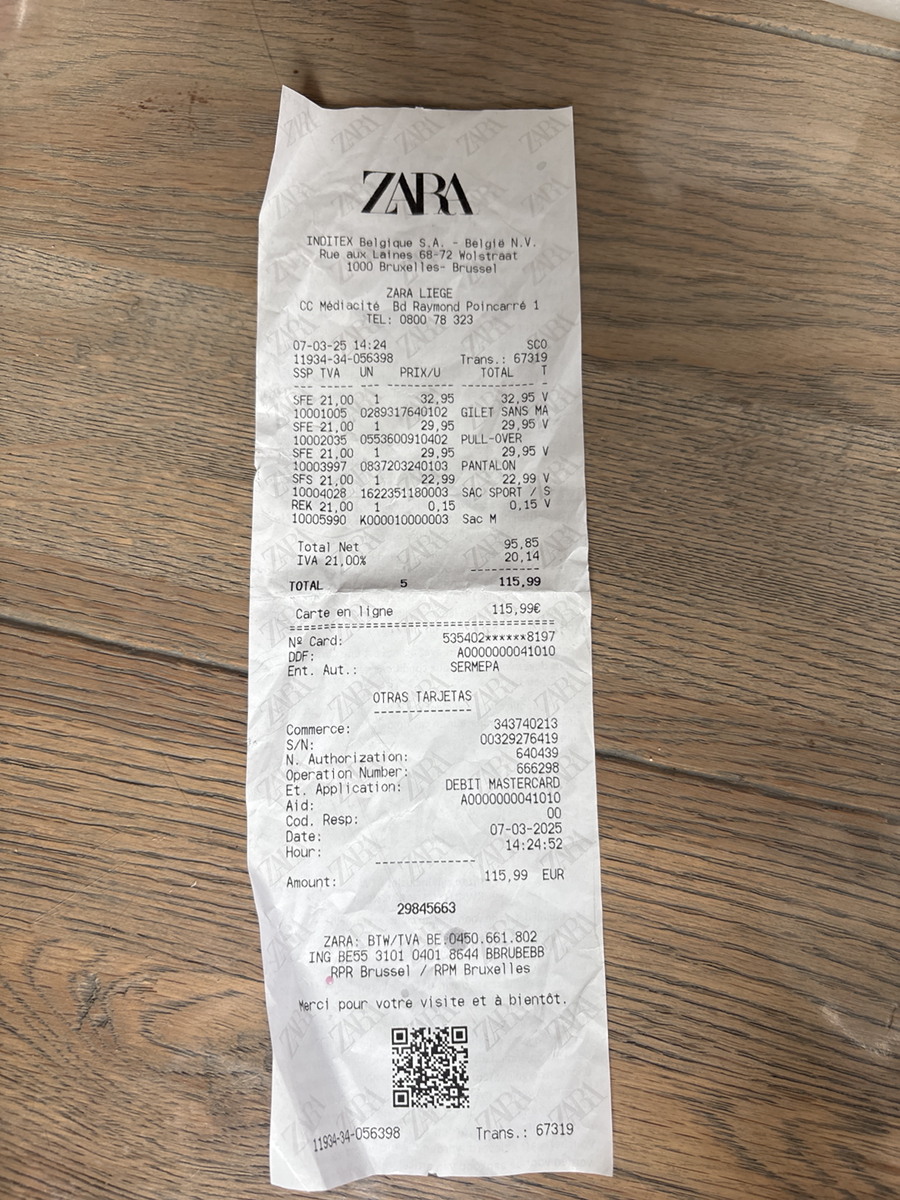 ZARA
INDITEX Belgique S.A. - België N.V.
Rue aux Laines 68-72 Wolstraat
1000 Bruxelles- Brussel
ZARA LIEGE
CC Médiacité Bd Raymond Poincarré 1
TEL: 0800 78 323
07-03-25 14:24 SCO
11934-34-056398 Trans.: 67319
SSP TVA UN PRIX/U TOTAL T
SFE 21,00 1 32,95 32,95 V
10001005 02893176401​02 GILET SANS MA
SFE 21,00 1 29,95 29,95 V
10002035 0553600910402 PULL-OVER
SFE 21,00 1 29,95 29,95 V
10003997 0837203240103 PANTALON
SFS 21,00 1 22,99 22,99 V
10004028 1622351180003 SAC SPORT / S
REK 21,00 1 0,15 0,15 V
10005990 K000010000003 Sac M
Total Net 95,85
IVA 21,00% 20,14
TOTAL 5 115,99
Carte en ligne 115,99€
Nº Card: 535402******8197
DDF: A0000000041010
Ent. Aut.: SERMEPA
OTRAS TARJETAS
Commerce: 343740213
S/N: 00329276419
N. Authorization: 640439
Operation Number: 666298
Et. Application: DEBIT MASTERCARD
Aid: A0000000041010
Cod. Resp: 00
Date: 07-03-2025
Hour: 14:24:52
Amount: 115,99 EUR
29845663
ZARA: BTW/TVA BE.0450.661.802
ING BE55 3101 0401 8644 BBRUBEBB
RPR Brussel / RPM Bruxelles
Merci pour votre visite et à bientôt.
11934-34-056398 Trans.: 67319